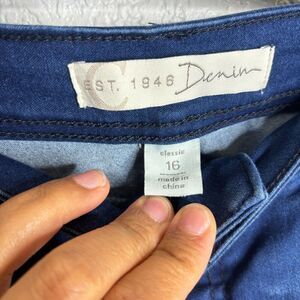 C
EST. 1946 Denim
classic
16
made in
china